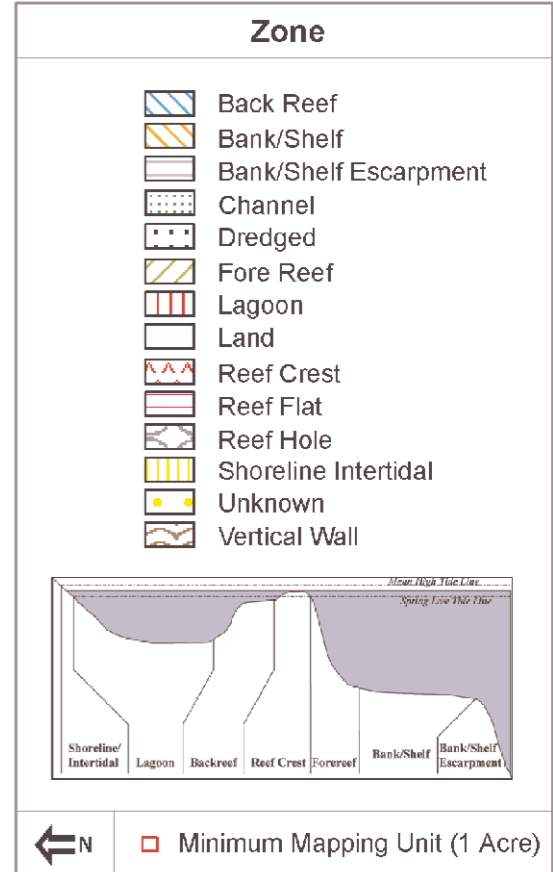 Zone
Back Reef
Bank/Shelf
Bank/Shelf Escarpment
Channel
Dredged
Fore Reef
Lagoon
Land
Reef Crest
Reef Flat
Reef Hole
Shoreline Intertidal
Unknown
Vertical Wall
Mean High Tide Line
Spring Low Tide Line
Shoreline/
Intertidal
Lagoon
Backreef
Reef Crest
Forereef
Bank/Shelf
Bank/Shelf
Escarpment
N
Minimum Mapping Unit (1 Acre)